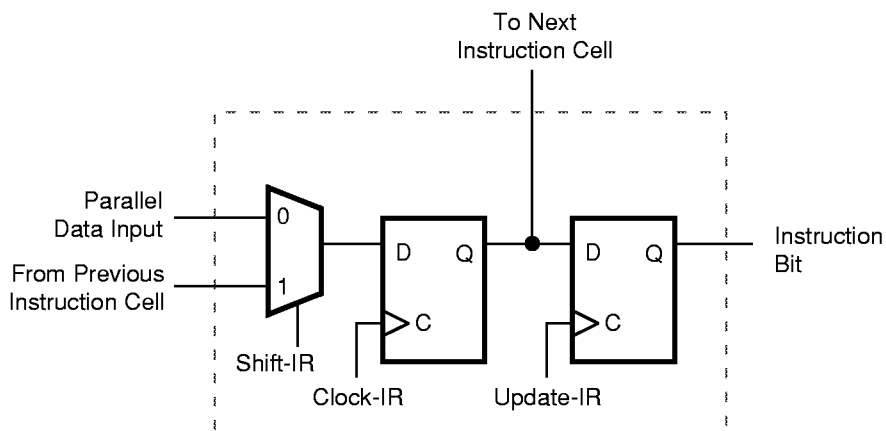 To Next
Instruction Cell
Parallel
Data Input
0
From Previous
Instruction Cell
1
D
Q
C
D
Q
C
Instruction
Bit
Shift-IR
Clock-IR
Update-IR